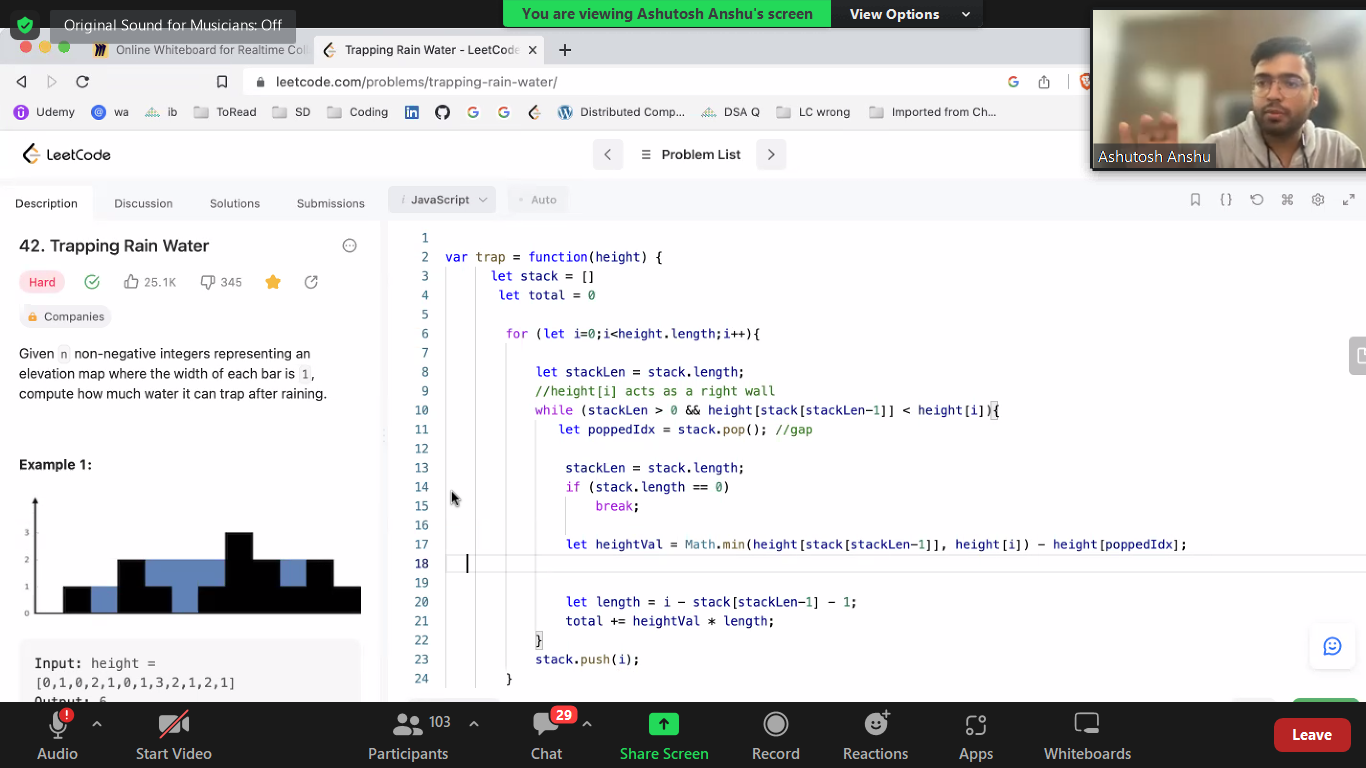 Original Sound for Musicians: Off
You are viewing Ashutosh Anshu's screen
View Options
Online Whiteboard for Realtime Col
Trapping Rain Water - LeetCode
leetcode.com/problems/trapping-rain-water/
Udemy
wa
ib
ToRead
SD
Coding
Distributed Comp...
DSA Q
LC wrong
Imported from Ch...
Ashutosh Anshu
LeetCode
Problem List
Description
Discussion
Solutions
Submissions
i JavaScript
Auto
42. Trapping Rain Water
Hard
25.1K
345
Companies
Given n non-negative integers representing an
elevation map where the width of each bar is 1,
compute how much water it can trap after raining.
Example 1:
3
2
1
0
Input: height =
[0,1,0,2,1,0,1,3,2,1,2,1]
Output: 6
1
2 var trap = function(height) {
3 let stack = []
4 let total = 0
5
6 for (let i=0;i<height.length;i++){
7
8 let stackLen = stack.length;
9 //height[i] acts as a right wall
10 while (stackLen > 0 && height[stack[stackLen-1]] < height[i]){
11 let poppedIdx = stack.pop(); //gap
12
13 stackLen = stack.length;
14 if (stack.length == 0)
15 break;
16
17 let heightVal = Math.min(height[stack[stackLen-1]], height[i]) - height[poppedIdx];
18
19
20 let length = i - stack[stackLen-1] - 1;
21 total += heightVal * length;
22 }
23 stack.push(i);
24 }
Audio
Start Video
103
Participants
29
Chat
Share Screen
Record
Reactions
Apps
Whiteboards
Leave